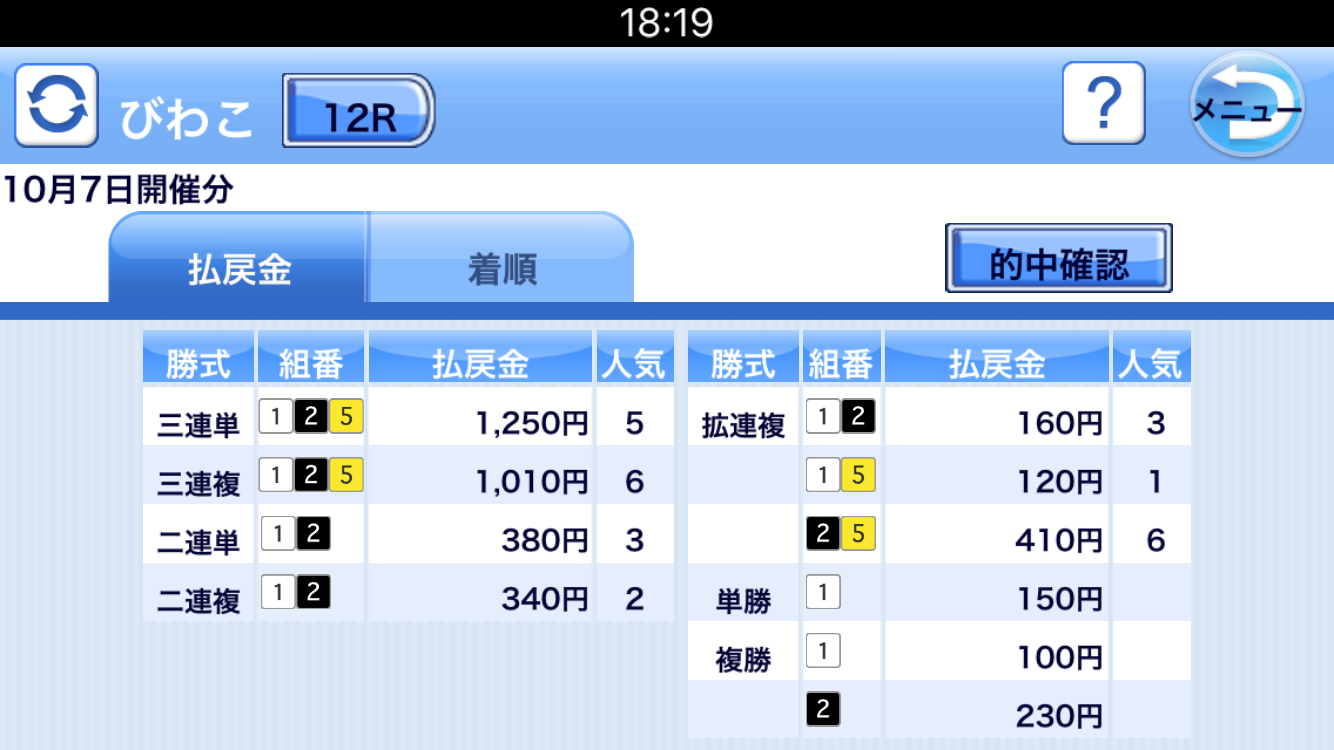 18:19
びわこ 12R ? メニュー
10月7日開催分
払戻金 着順 的中確認
勝式 組番 払戻金 人気 勝式 組番 払戻金 人気
三連単 1 2 5 1,250円 5 拡連複 1 2 160円 3
三連複 1 2 5 1,010円 6 1 5 120円 1
二連単 1 2 380円 3 2 5 410円 6
二連複 1 2 340円 2 単勝 1 150円
複勝 1 100円
2 230円